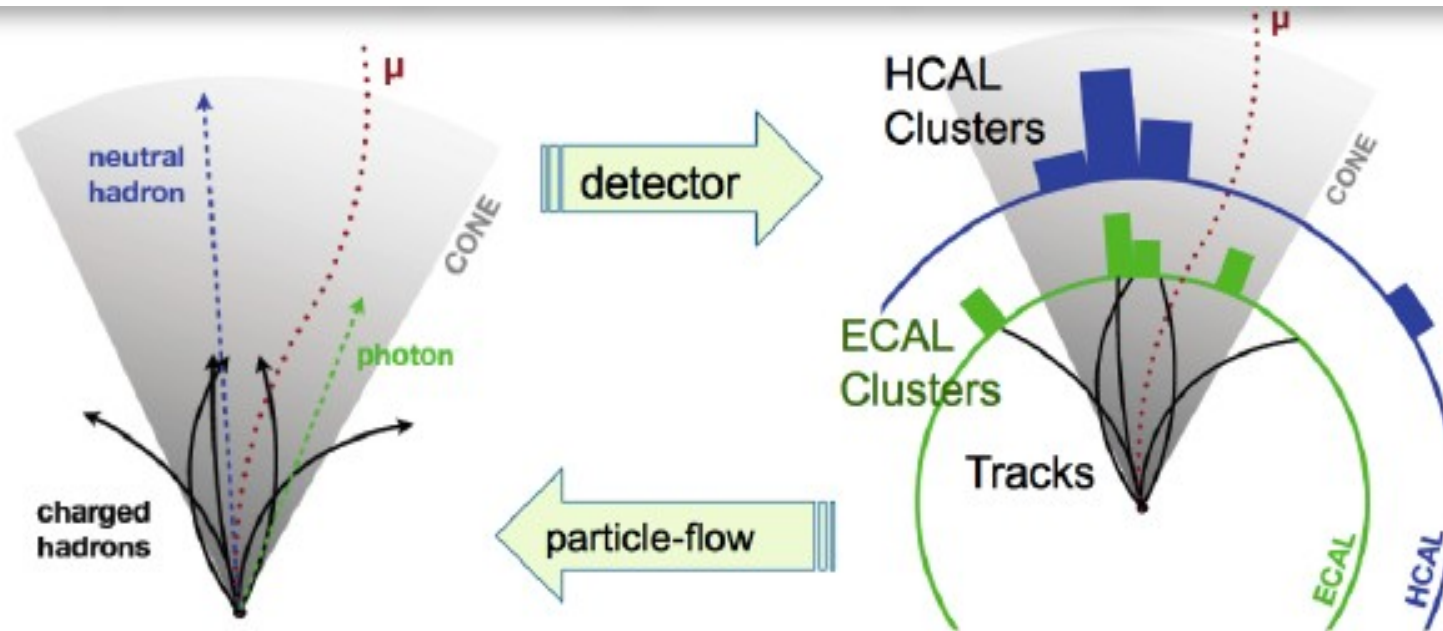 μ
neutral
hadron
CONE
photon
charged
hadrons
detector
particle-flow
μ
HCAL
Clusters
CONE
ECAL
Clusters
Tracks
ECAL
HCAL